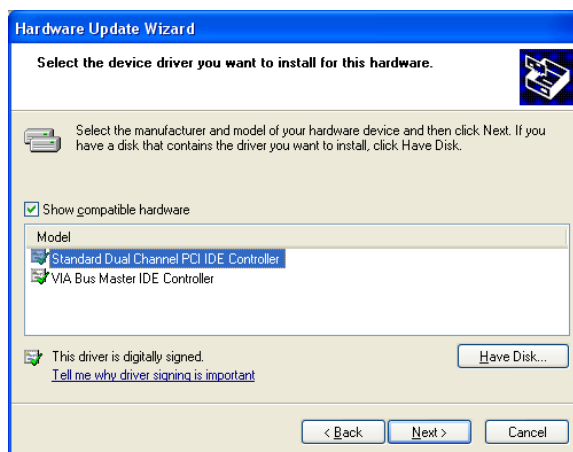 Hardware Update Wizard
Select the device driver you want to install for this hardware.
Select the manufacturer and model of your hardware device and then click Next. If you
have a disk that contains the driver you want to install, click Have Disk.
Show compatible hardware
Model
Standard Dual Channel PCI IDE Controller
VIA Bus Master IDE Controller
This driver is digitally signed.
Have Disk...
Tell me why driver signing is important
< Back Next > Cancel